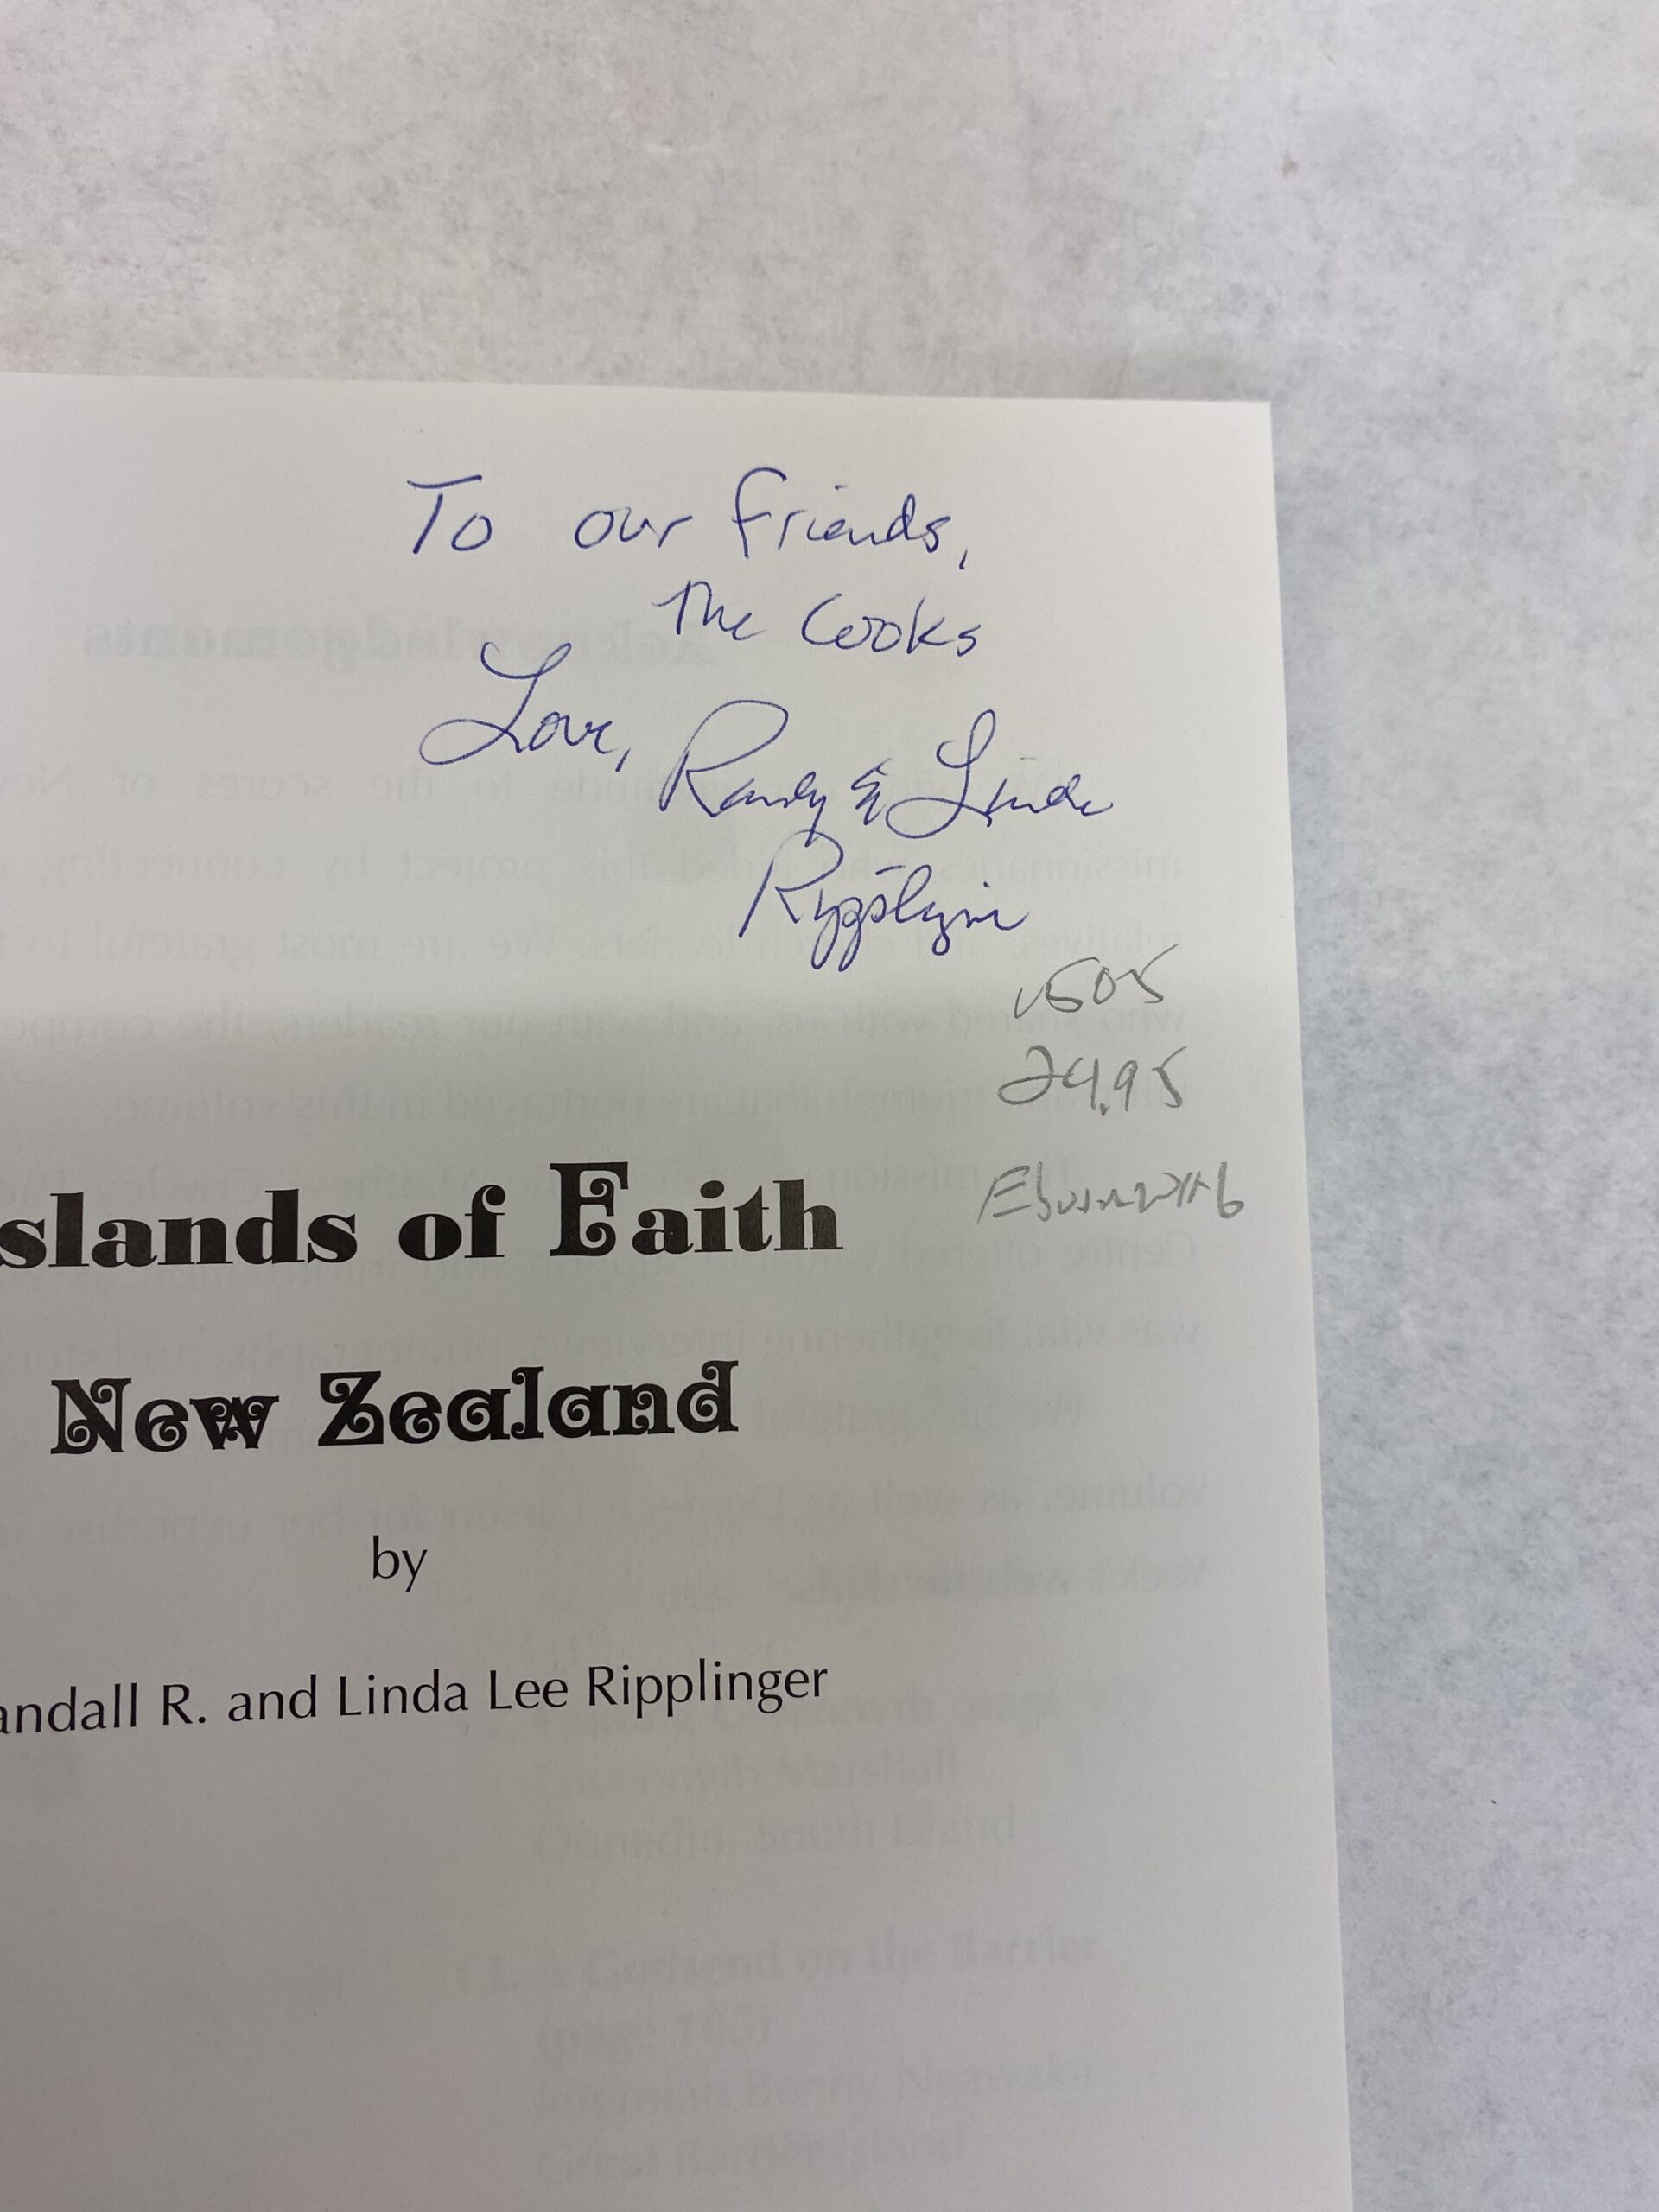 To our friends,
The Cooks
Love, Randy & Linda
Ripplinger
24.95
slands of Faith
New Zealand
by
andall R. and Linda Lee Ripplinger